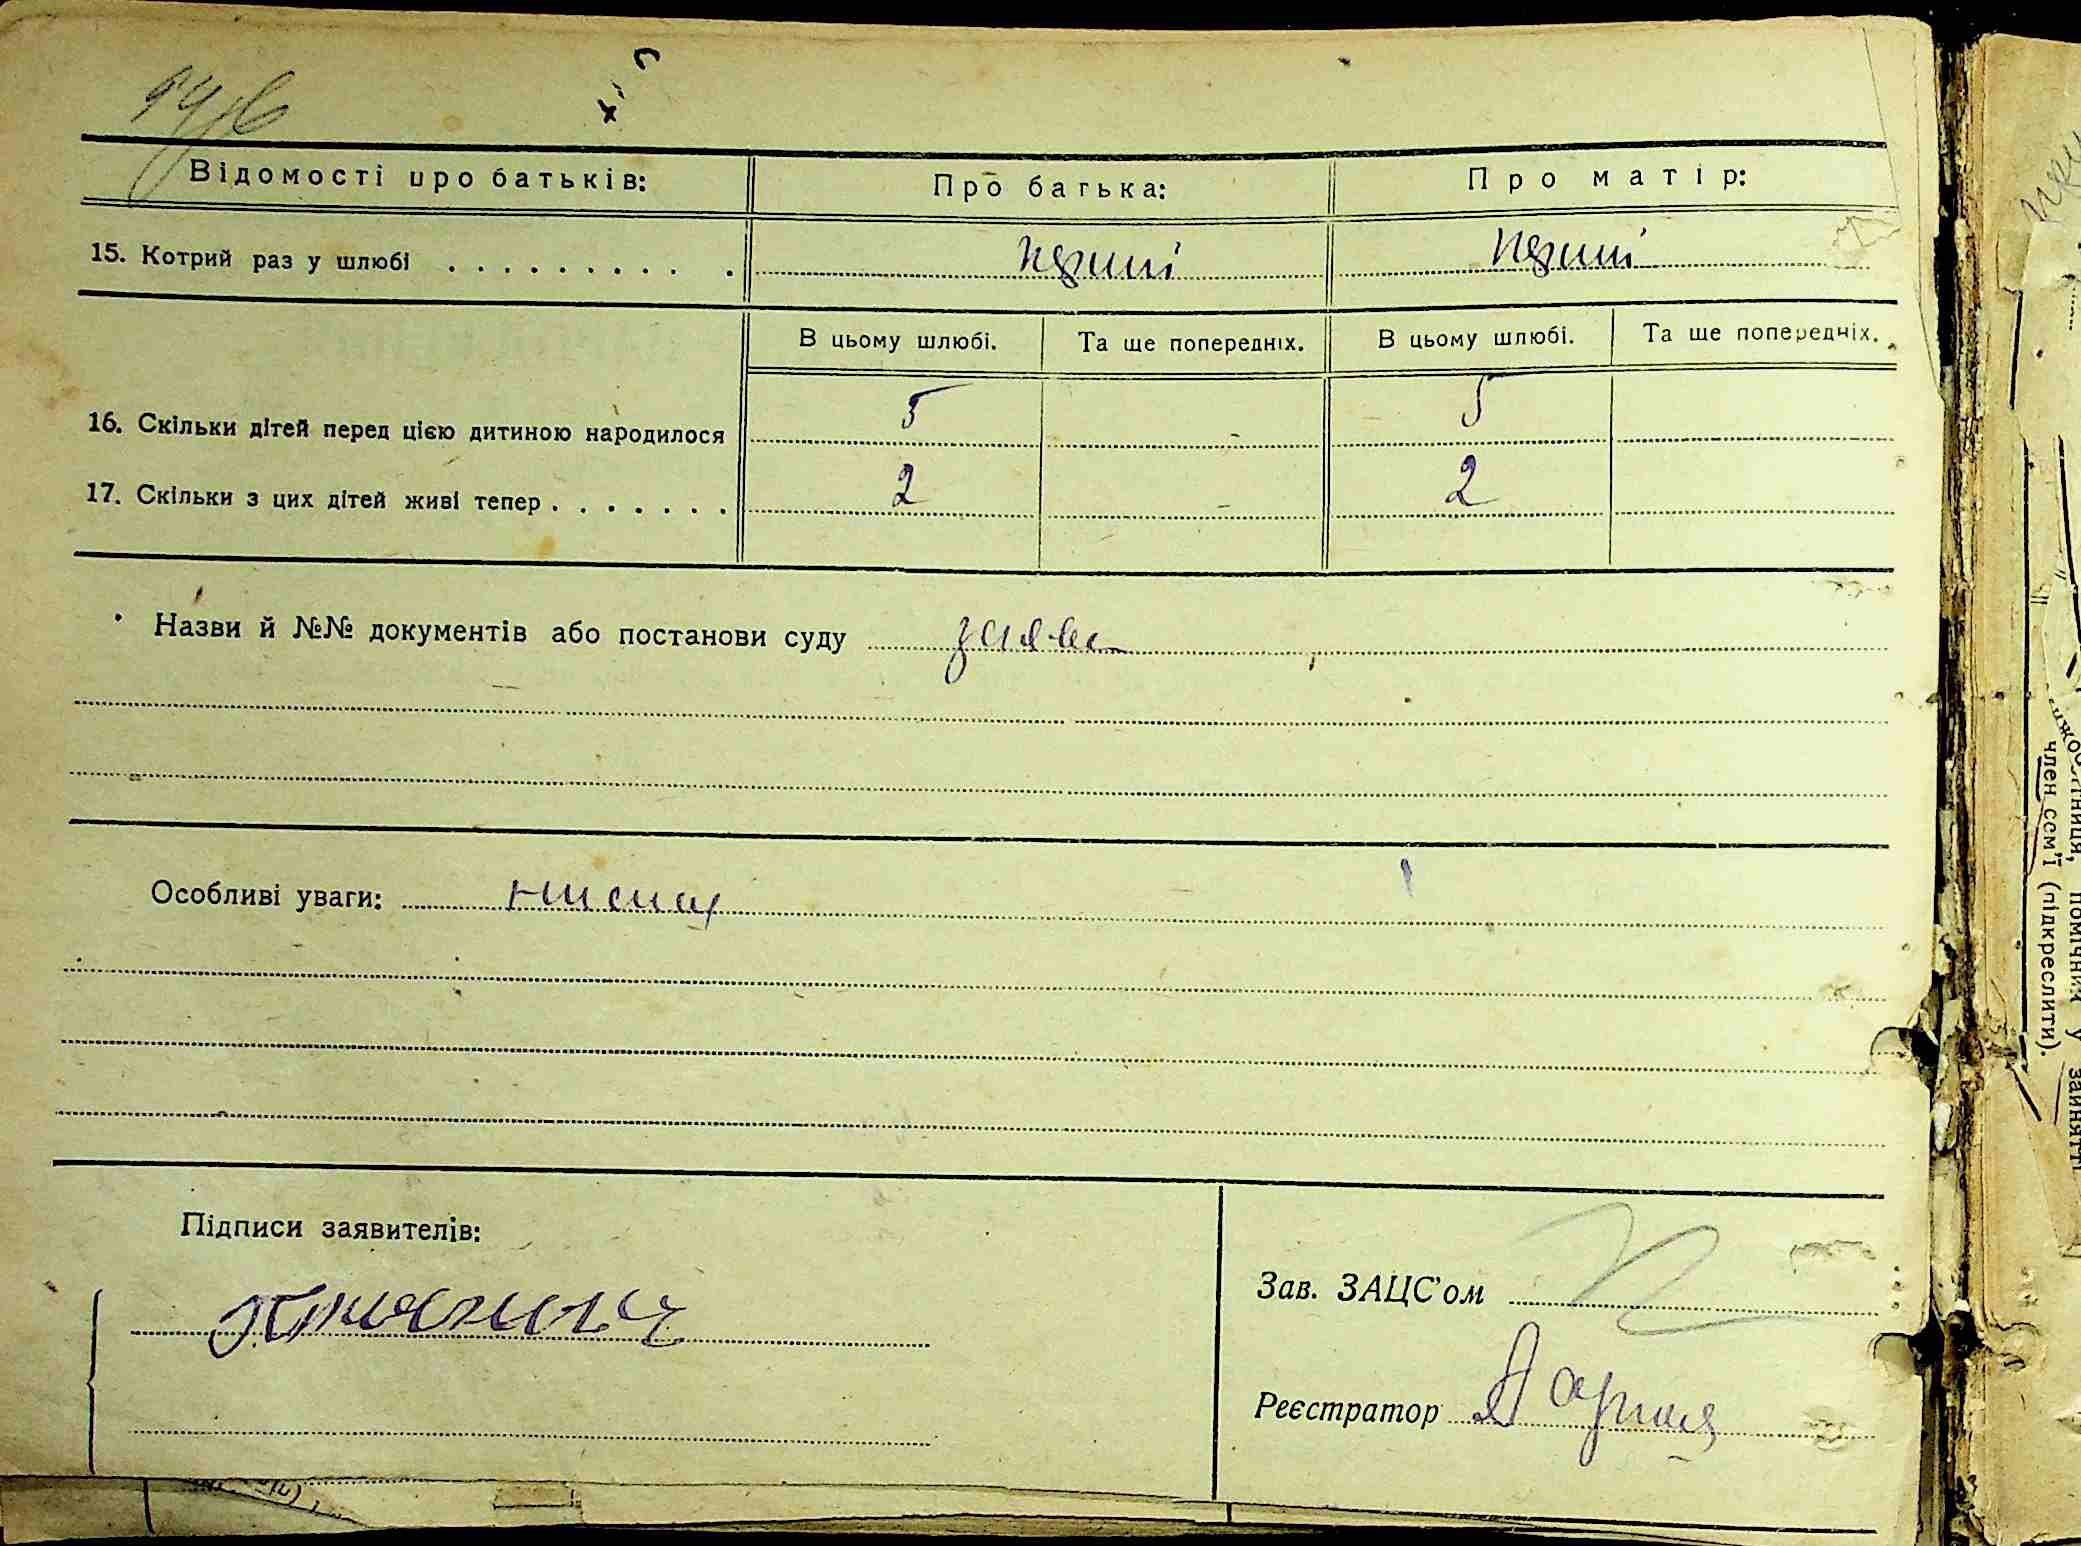 Відомості про батьків:
Про батька:
Про матір:
15. Котрий раз у шлюбі
перший
перший
В цьому шлюбі.
Та ще попередніх.
В цьому шлюбі.
Та ще попередніх.
16. Скільки дітей перед цією дитиною народилося
5
5
17. Скільки з цих дітей живі тепер
2
2
Назви й №№ документів або постанови суду заява
Особливі уваги: немає
Підписи заявителів:
Зав. ЗАЦС'ом
Реєстратор
член сем'ї (підкреслити).
помічний у занятті